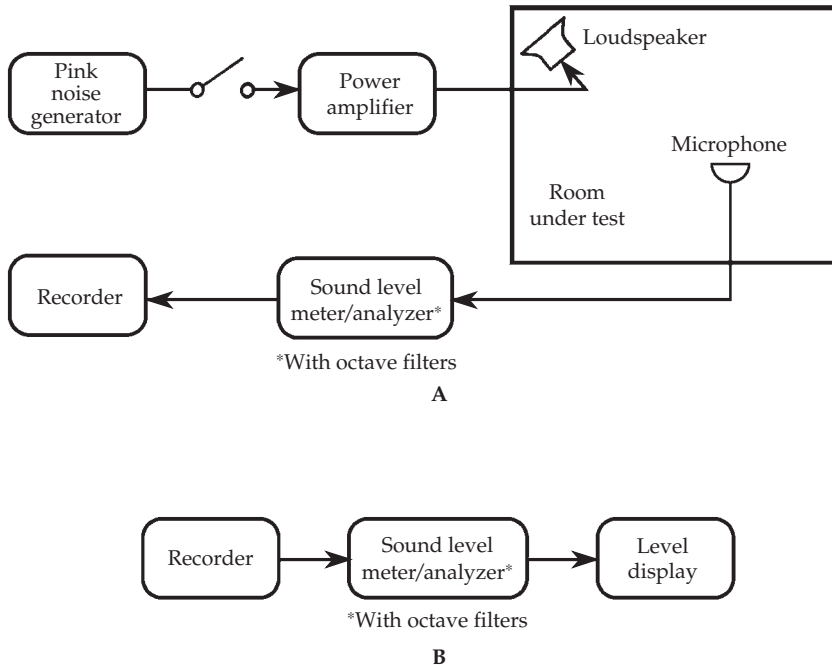 Pink
noise
generator
Power
amplifier
Loudspeaker
Microphone
Room
under test
Recorder
Sound level
meter/analyzer*
*With octave filters
A
Recorder
Sound level
meter/analyzer*
Level
display
*With octave filters
B